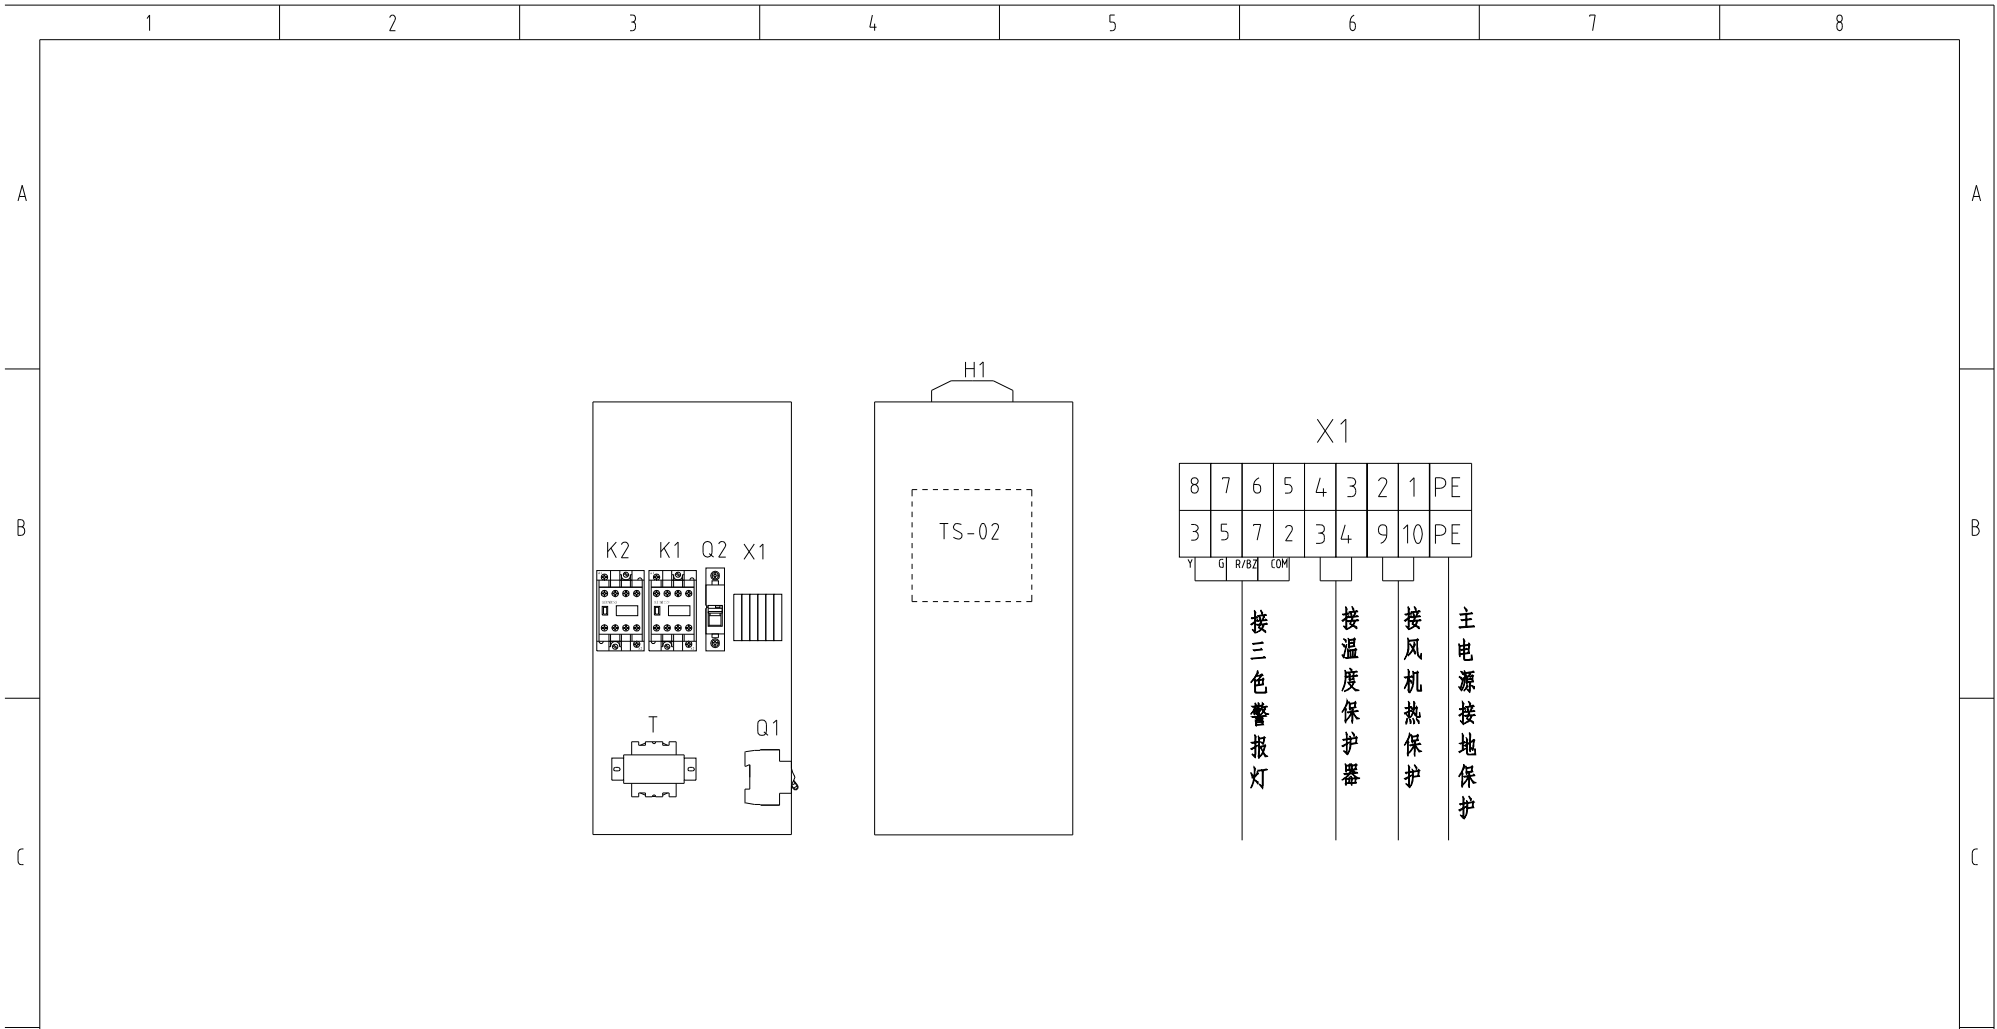 1 2 3 4 5 6 7 8
A A
H1
X1
8 7 6 5 4 3 2 1 PE
B TS-02 3 5 7 2 3 4 9 10 PE B
K2 K1 Q2 X1
Y G R/BZ COM
接三色警报灯
接温度保护器
接风机热保护
主电源接地保护
T Q1
C C